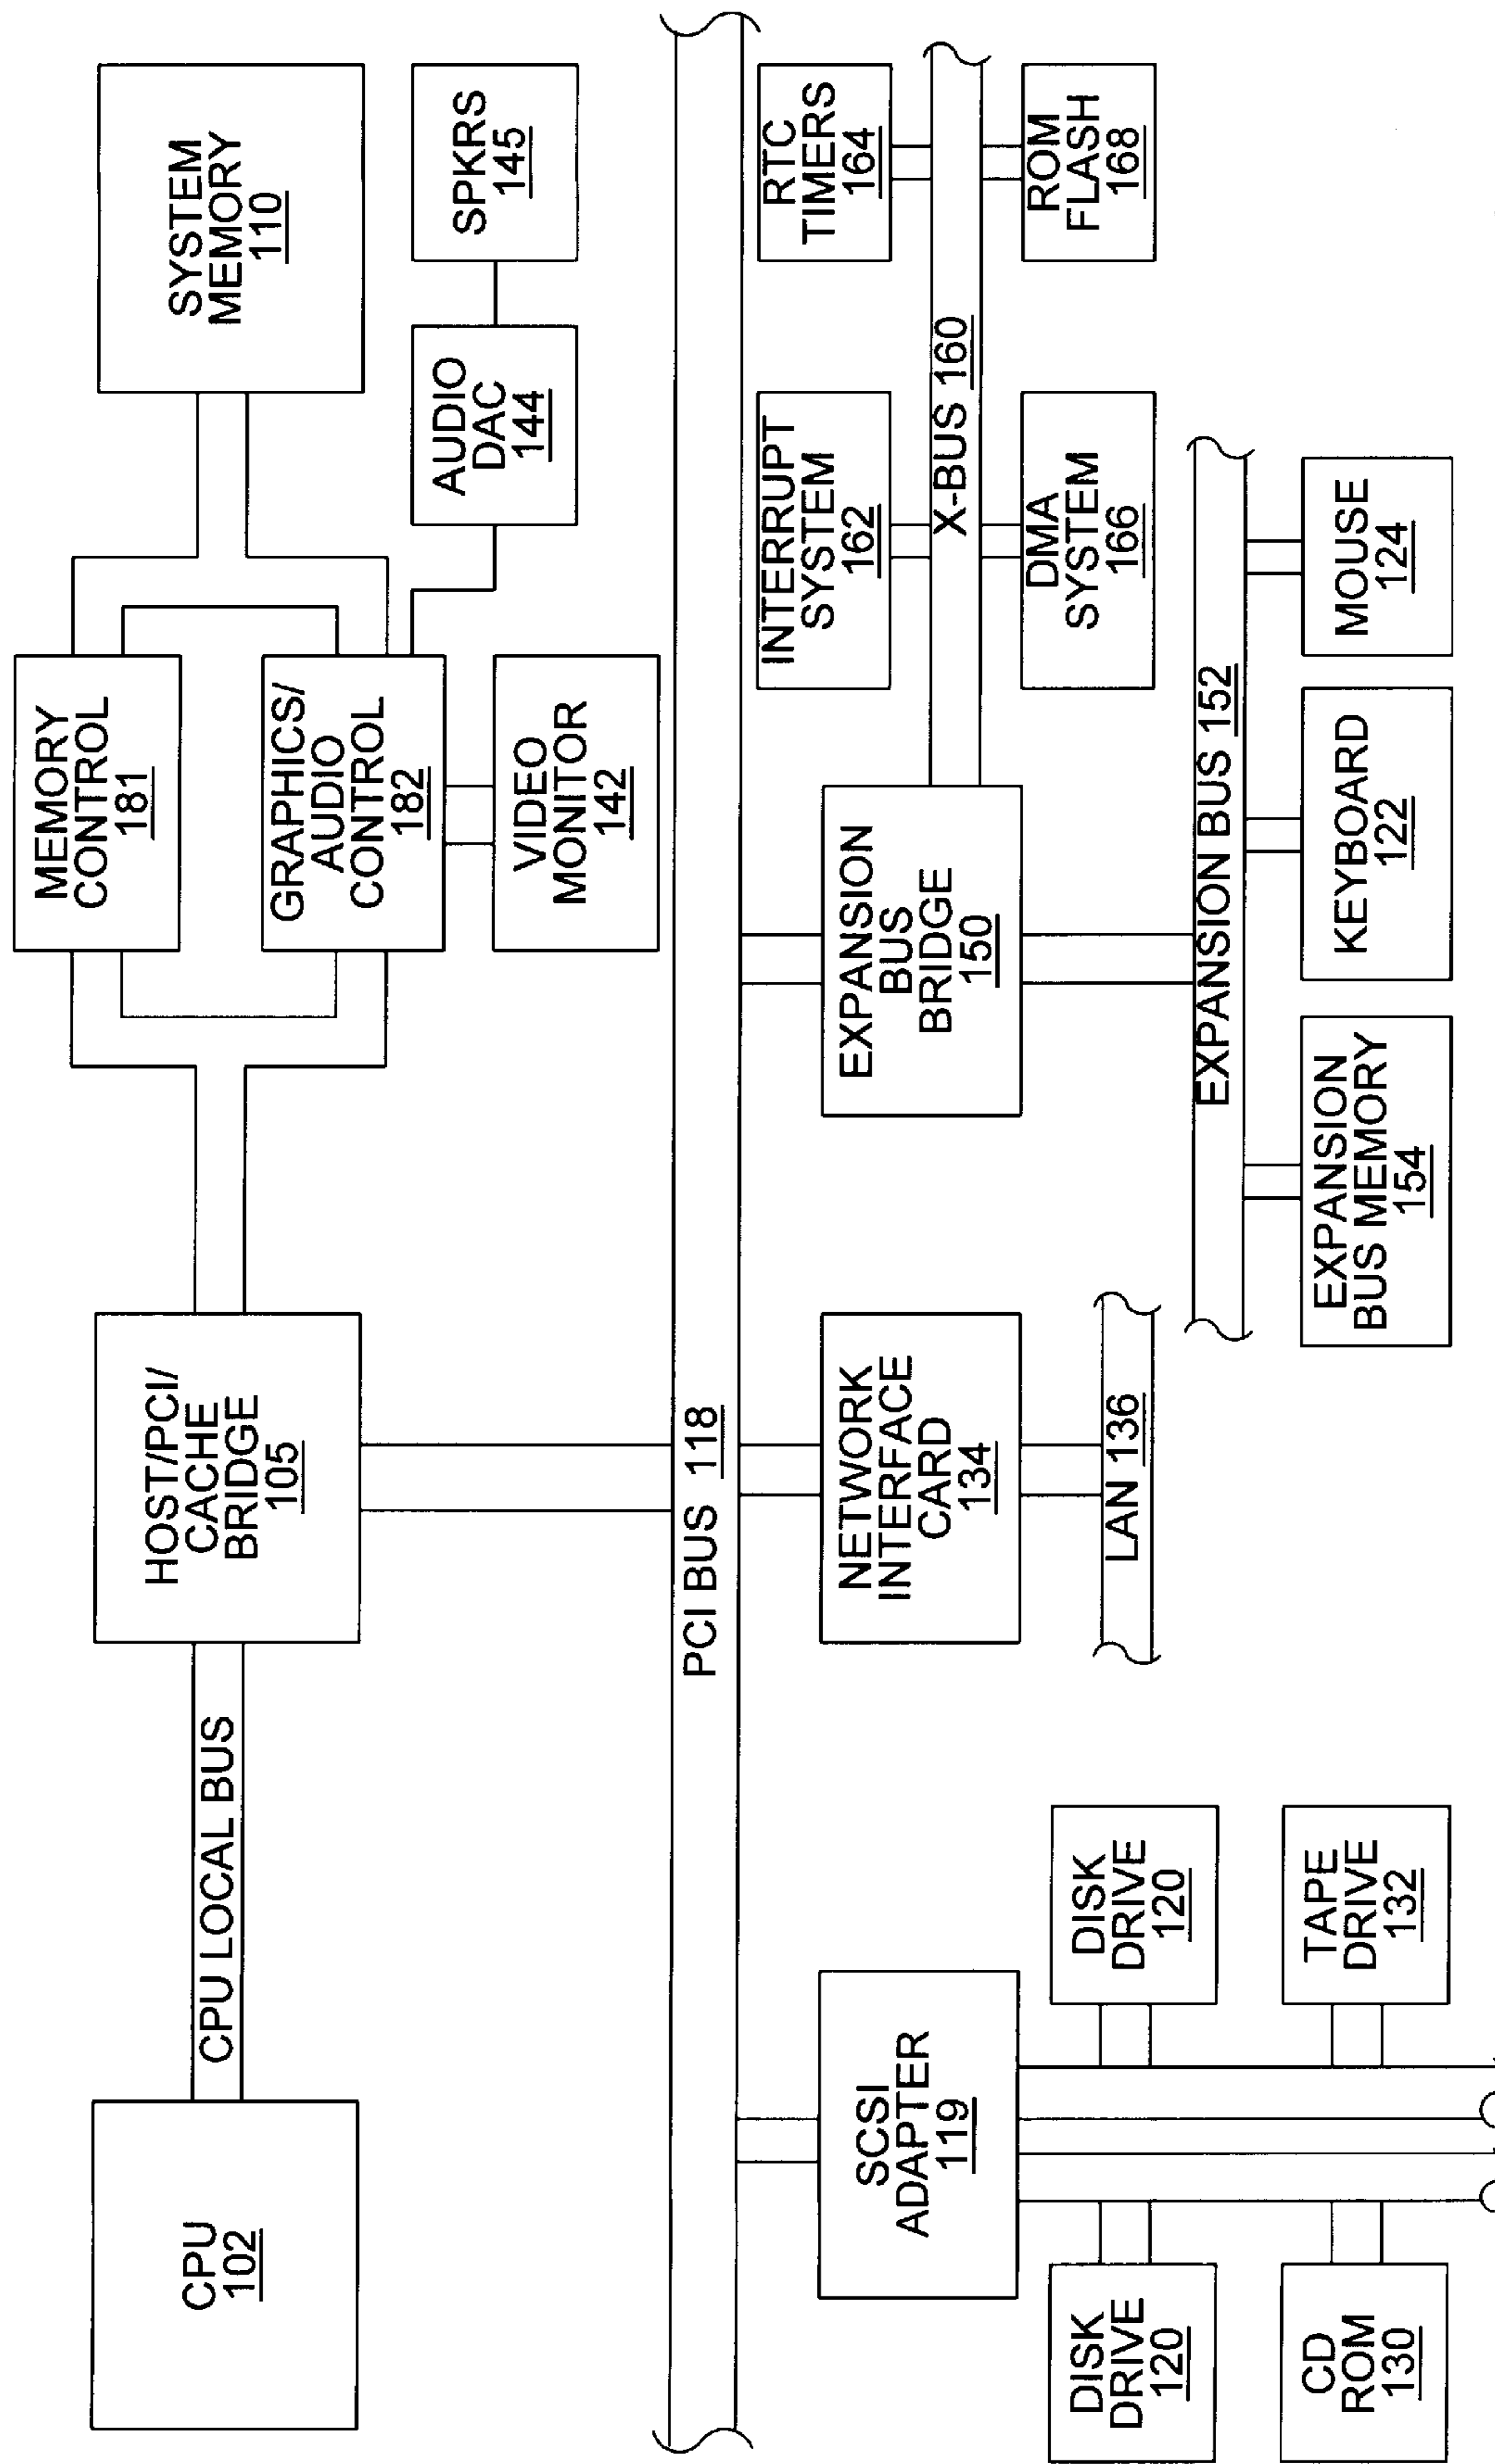 CPU
102
CPU LOCAL BUS
HOST/PCI/
CACHE
BRIDGE
105
MEMORY
CONTROL
181
GRAPHICS/
AUDIO
CONTROL
182
VIDEO
MONITOR
142
SYSTEM
MEMORY
110
AUDIO
DAC
144
SPKRS
145
PCI BUS 118
SCSI
ADAPTER
119
DISK
DRIVE
120
DISK
DRIVE
120
CD
ROM
130
TAPE
DRIVE
132
NETWORK
INTERFACE
CARD
134
LAN 136
EXPANSION
BUS
BRIDGE
150
INTERRUPT
SYSTEM
162
RTC
TIMERS
164
X-BUS 160
DMA
SYSTEM
166
ROM
FLASH
168
EXPANSION BUS 152
EXPANSION
BUS MEMORY
154
KEYBOARD
122
MOUSE
124